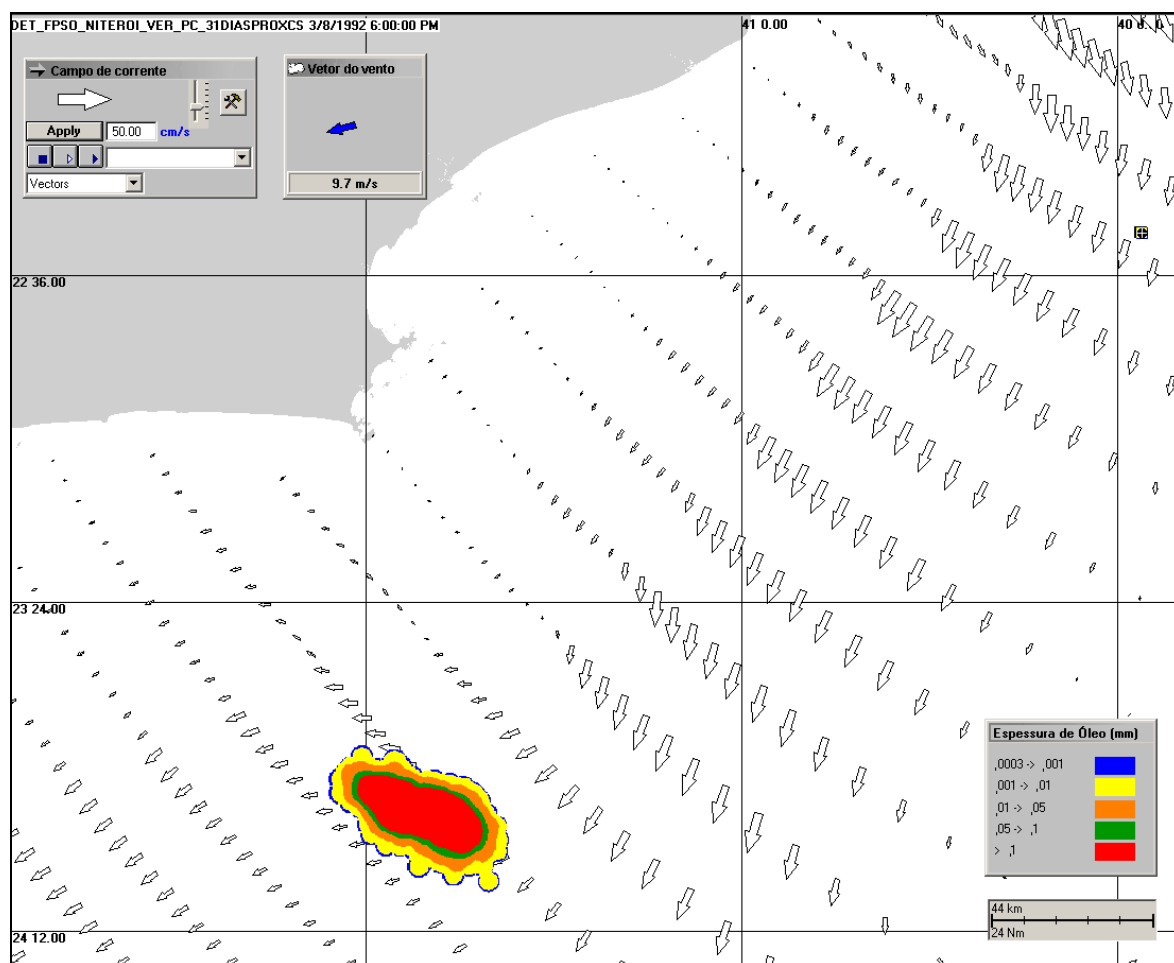 DET_FPSO_NITEROI_VER_PC_31DIASPROXCS 3/8/1992 6:00:00 PM
41 0.00
Campo de corrente
Vetor do vento
Apply
50.00
cm/s
Vectors
9.7 m/s
22 36.00
23 24.00
Espessura de Óleo (mm)
,0003 -> ,001
,001 -> ,01
,01 -> ,05
,05 -> ,1
> ,1
44 km
24 Nm
24 12.00